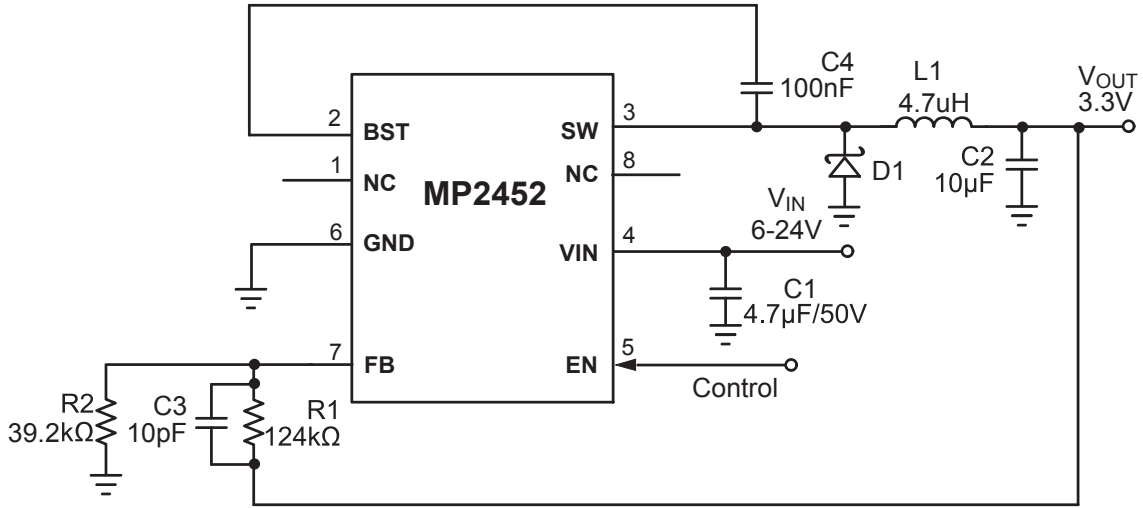 C4
100nF
L1
4.7uH
VOUT
3.3V
2
BST
3
SW
1
NC
8
NC
MP2452
D1
C2
10µF
VIN
6-24V
6
GND
4
VIN
C1
4.7µF/50V
7
FB
5
EN
Control
R2
39.2kΩ
C3
10pF
R1
124kΩ